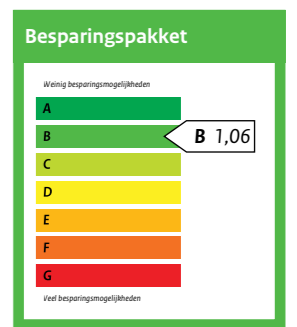 Besparingspakket
Weinig besparingsmogelijkheden
A
B
B 1,06
C
D
E
F
G
Veel besparingsmogelijkheden